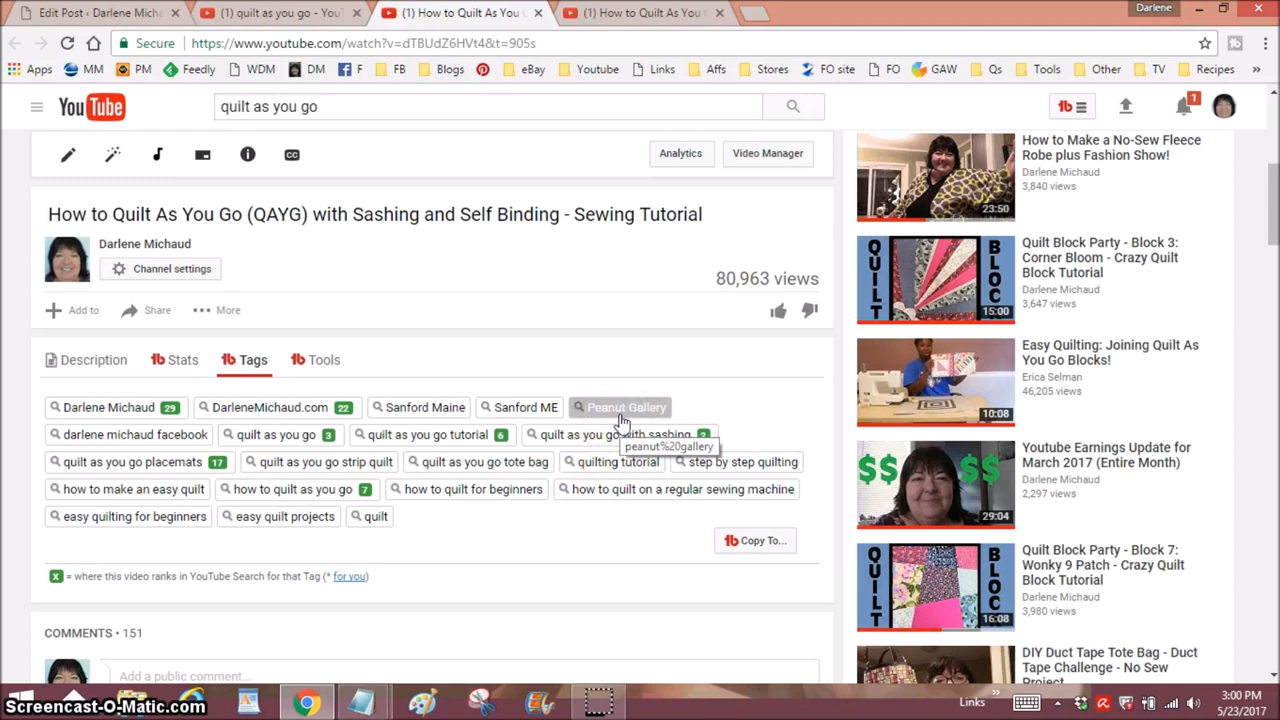 Edit Post ‹ Darlene Michaud
(1) quilt as you go - YouT
(1) How to Quilt As You G
(1) How to Quilt As You G
Darlene
Secure
https://www.youtube.com/watch?v=dTBUdZ6HVt4&t=905s
Apps MM PM Feedly WDM DM F FB Blogs eBay Youtube Links Affs Stores FO site FO GAW Qs Tools Other TV Recipes »
YouTube
quilt as you go
tb
1
CC
Analytics
Video Manager
How to Quilt As You Go (QAYG) with Sashing and Self Binding - Sewing Tutorial
Darlene Michaud
Channel settings
80,963 views
Add to Share More
Description tb Stats tb Tags tb Tools
Darlene Michaud 29 DarleneMichaud.com 22 Sanford Maine Sanford ME Peanut Gallery
darlene michaud facebook quilt as you go 3 quilt as you go tutorial 6 quilt as you go with sashing 2
peanut%20gallery
quilt as you go placemats 17 quilt as you go strip quilt quilt as you go tote bag quilting tutorial step by step quilting
how to make an easy quilt how to quilt as you go 7 how to quilt for beginners how to quilt on a regular sewing machine
easy quilting for beginners easy quilt projects quilt
tb Copy To...
x = where this video ranks in YouTube Search for that Tag (* for you)
COMMENTS • 151
Add a public comment...
How to Make a No-Sew Fleece
Robe plus Fashion Show!
Darlene Michaud
3,840 views
23:50
Quilt Block Party - Block 3:
Corner Bloom - Crazy Quilt
Block Tutorial
Darlene Michaud
3,647 views
QUILT
BLOC
15:00
Easy Quilting: Joining Quilt As
You Go Blocks!
Erica Selman
46,205 views
10:08
Youtube Earnings Update for
March 2017 (Entire Month)
Darlene Michaud
2,297 views
$$ $$
29:04
Quilt Block Party - Block 7:
Wonky 9 Patch - Crazy Quilt
Block Tutorial
Darlene Michaud
3,980 views
QUILT
BLOC
16:08
DIY Duct Tape Tote Bag - Duct
Tape Challenge - No Sew
Project
Screencast-O-Matic.com
Links »
3:00 PM
5/23/2017